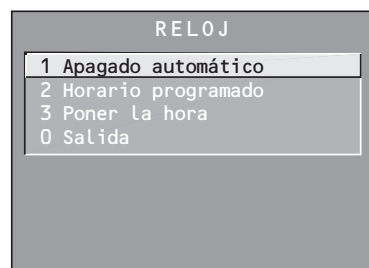 RELOJ
1 Apagado automático
2 Horario programado
3 Poner la hora
0 Salida